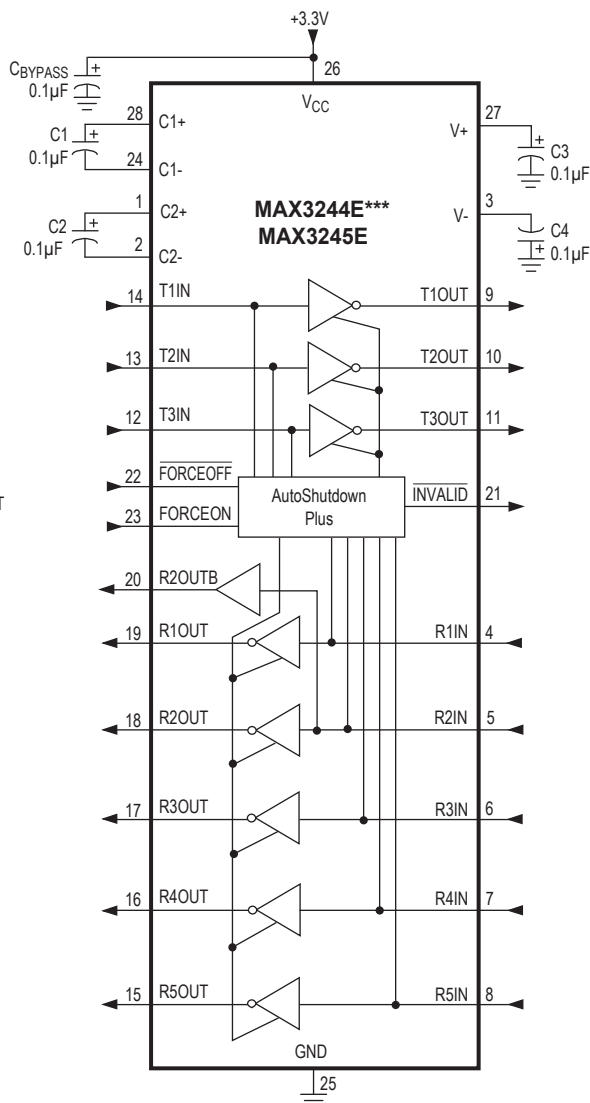 +3.3V
CBYPASS
+
0.1µF
26
VCC
28
C1+
C1
+
0.1µF
24
C1-
27
V+
+
C3
0.1µF
1
C2+
C2
+
0.1µF
2
C2-
MAX3244E***
MAX3245E
3
V-
C4
+
0.1µF
14
T1IN
T1OUT
9
13
T2IN
T2OUT
10
12
T3IN
T3OUT
11
22
FORCEOFF
23
FORCEON
T
AutoShutdown
Plus
INVALID
21
20
R2OUTB
19
R1OUT
R1IN
4
18
R2OUT
R2IN
5
17
R3OUT
R3IN
6
16
R4OUT
R4IN
7
15
R5OUT
R5IN
8
GND
25